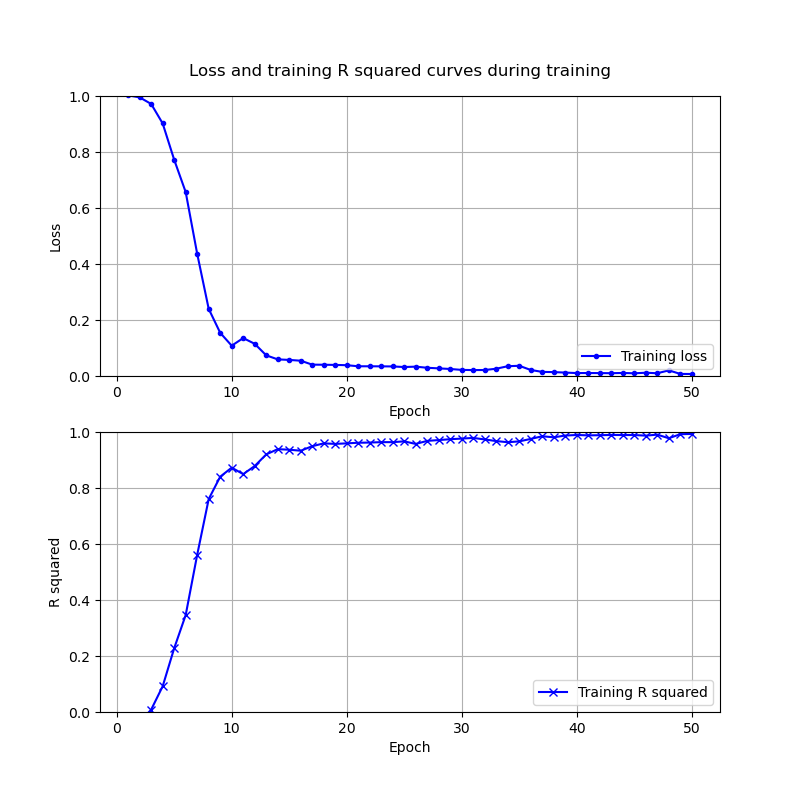 Loss and training R squared curves during training
1.0
0.8
0.6
0.4
0.2
0.0
Loss
Training loss
0 10 20 30 40 50
Epoch
1.0
0.8
0.6
0.4
0.2
0.0
R squared
Training R squared
0 10 20 30 40 50
Epoch